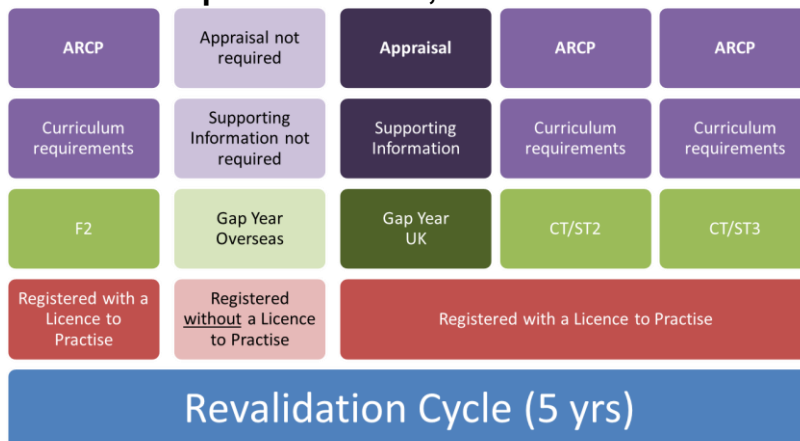 ARCP
Appraisal not
required
Appraisal
ARCP
ARCP
Curriculum
requirements
Supporting
Information not
required
Supporting
Information
Curriculum
requirements
Curriculum
requirements
F2
Gap Year
Overseas
Gap Year
UK
CT/ST2
CT/ST3
Registered with a
Licence to
Practise
Registered
without a Licence
to Practise
Registered with a Licence to Practise
Revalidation Cycle (5 yrs)